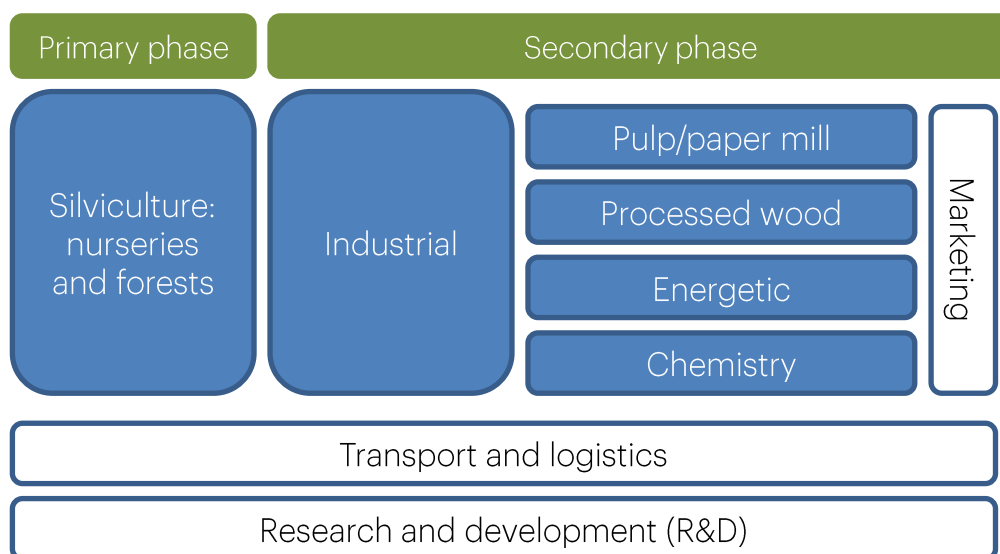 Primary phase
Secondary phase
Silviculture:
nurseries
and forests
Industrial
Pulp/paper mill
Processed wood
Energetic
Chemistry
Marketing
Transport and logistics
Research and development (R&D)